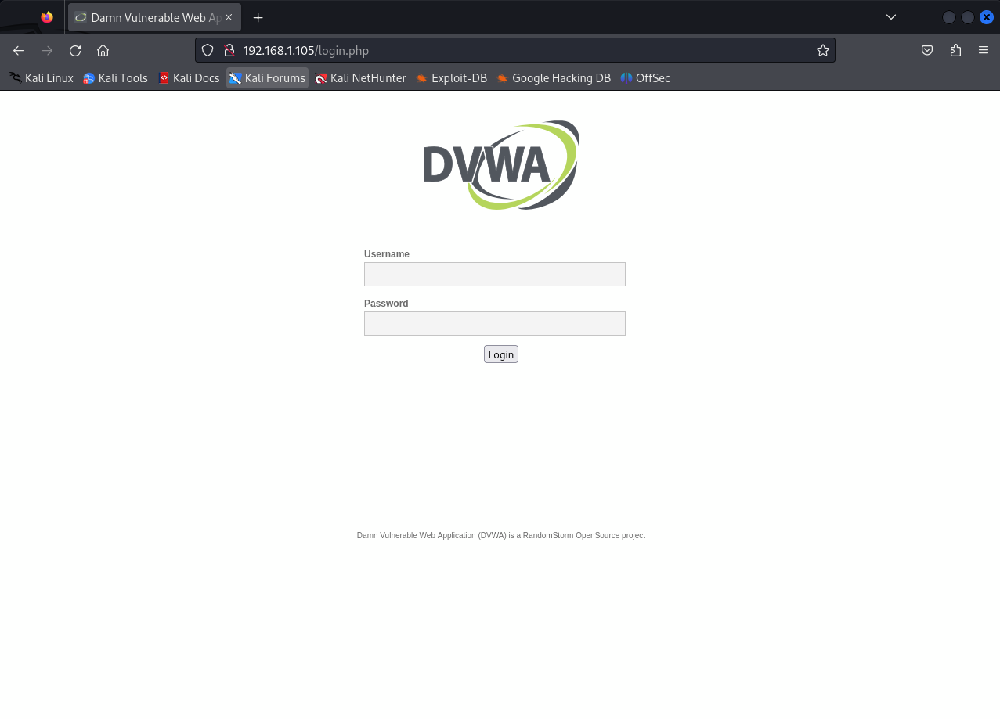 Damn Vulnerable Web Ap
192.168.1.105/login.php
Kali Linux Kali Tools Kali Docs Kali Forums Kali NetHunter Exploit-DB Google Hacking DB OffSec
DVWA
Username
Password
Login
Damn Vulnerable Web Application (DVWA) is a RandomStorm OpenSource project